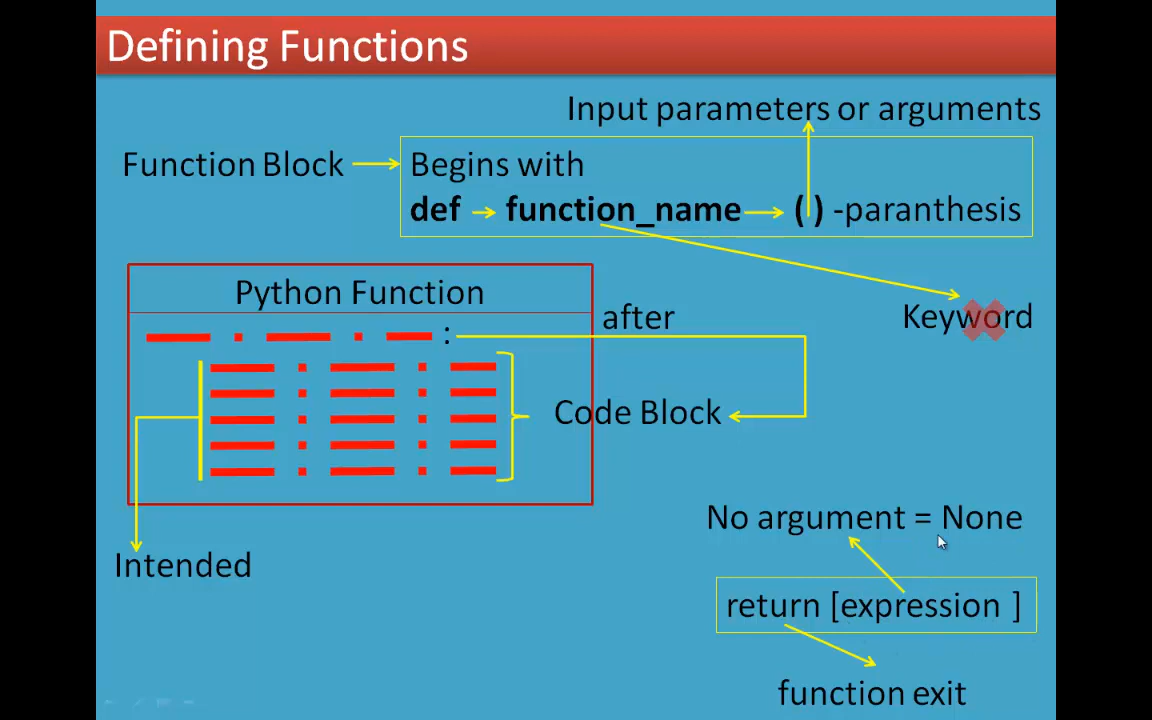 Defining Functions
Input parameters or arguments
Function Block
Begins with
def function_name ( ) -paranthesis
Python Function
:
after
Keyword
Code Block
No argument = None
Intended
return [expression ]
function exit